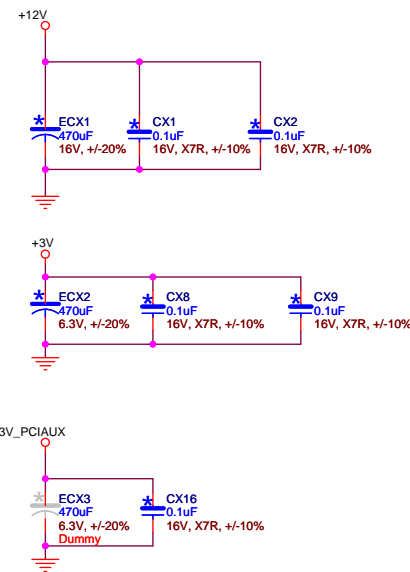 +12V
*
ECX1
470uF
16V, +/-20%
*
CX1
0.1uF
16V, X7R, +/-10%
*
CX2
0.1uF
16V, X7R, +/-10%
+3V
*
ECX2
470uF
6.3V, +/-20%
*
CX8
0.1uF
16V, X7R, +/-10%
*
CX9
0.1uF
16V, X7R, +/-10%
3V_PCIAUX
*
ECX3
470uF
6.3V, +/-20%
Dummy
*
CX16
0.1uF
16V, X7R, +/-10%